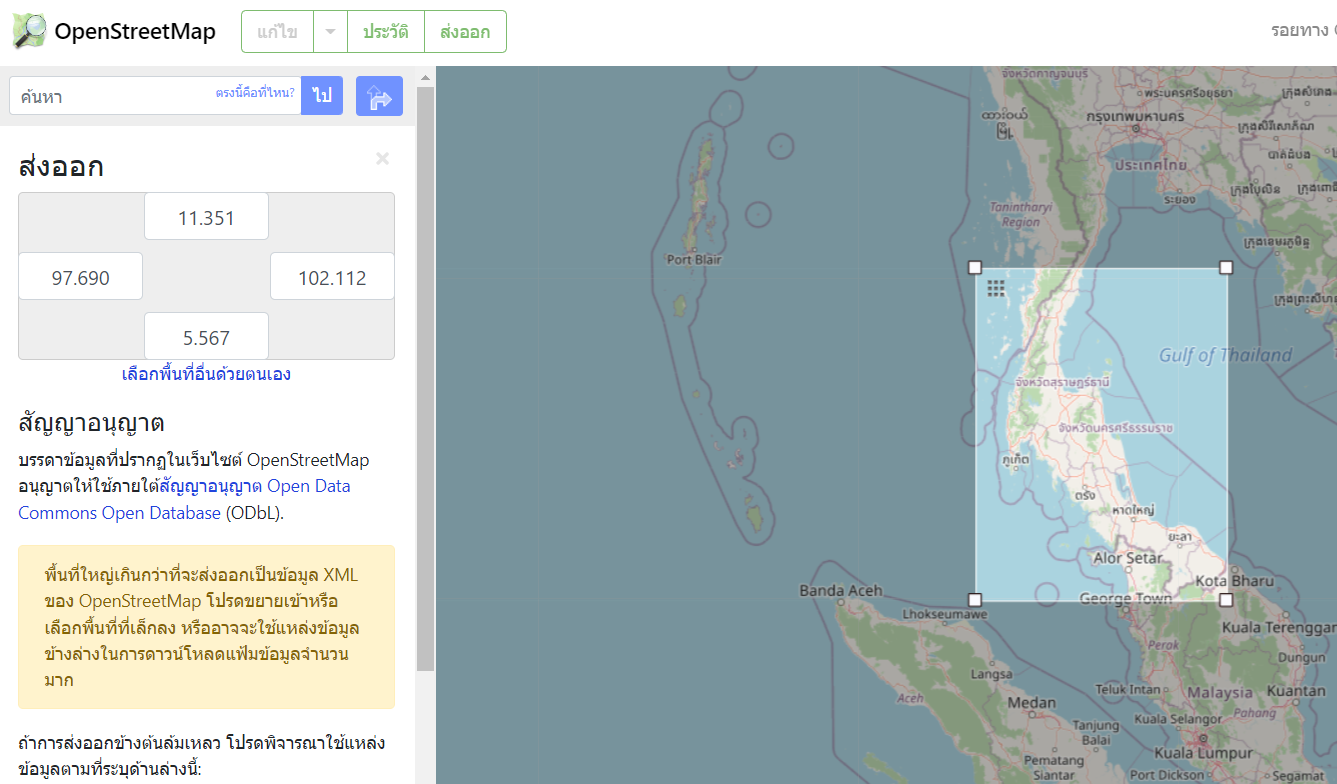 OpenStreetMap
แก้ไข
ประวัติ
ส่งออก
รอยทาง
ค้นหา
ตรงนี้คือที่ไหน?
ไป
ส่งออก
×
11.351
97.690
102.112
5.567
เลือกพื้นที่อื่นด้วยตนเอง
สัญญาอนุญาต
บรรดาข้อมูลที่ปรากฏในเว็บไซต์ OpenStreetMap
อนุญาตให้ใช้ภายใต้สัญญาอนุญาต Open Data
Commons Open Database (ODbL).
พื้นที่ใหญ่เกินกว่าที่จะส่งออกเป็นข้อมูล XML
ของ OpenStreetMap โปรดขยายเข้าหรือ
เลือกพื้นที่ที่เล็กลง หรืออาจจะใช้แหล่งข้อมูล
ข้างล่างในการดาวน์โหลดแฟ้มข้อมูลจำนวน
มาก
ถ้าการส่งออกข้างต้นล้มเหลว โปรดพิจารณาใช้แหล่ง
ข้อมูลตามที่ระบุด้านล่างนี้:
จังหวัดกาญจนบุรี
พระนครศรีอยุธยา
กรุงเทพมหานคร
ประเทศไทย
ระยอง
Tanintharyi
Region
Port Blair
Gulf of Thailand
จังหวัดสุราษฎร์ธานี
จังหวัดนครศรีธรรมราช
ภูเก็ต
ตรัง
หาดใหญ่
ยะลา
Alor Setar
Kota Bharu
George Town
Banda Aceh
Lhokseumawe
Kuala Terenggan
Perak
Dungun
Langsa
Aceh
Teluk Intan
Malaysia
Kuantan
Medan
Pahang
Kuala Selangor
Tanjung
Balai
Kuala Lumpur
Pematang
Siantar
Port Dickson
Segamat